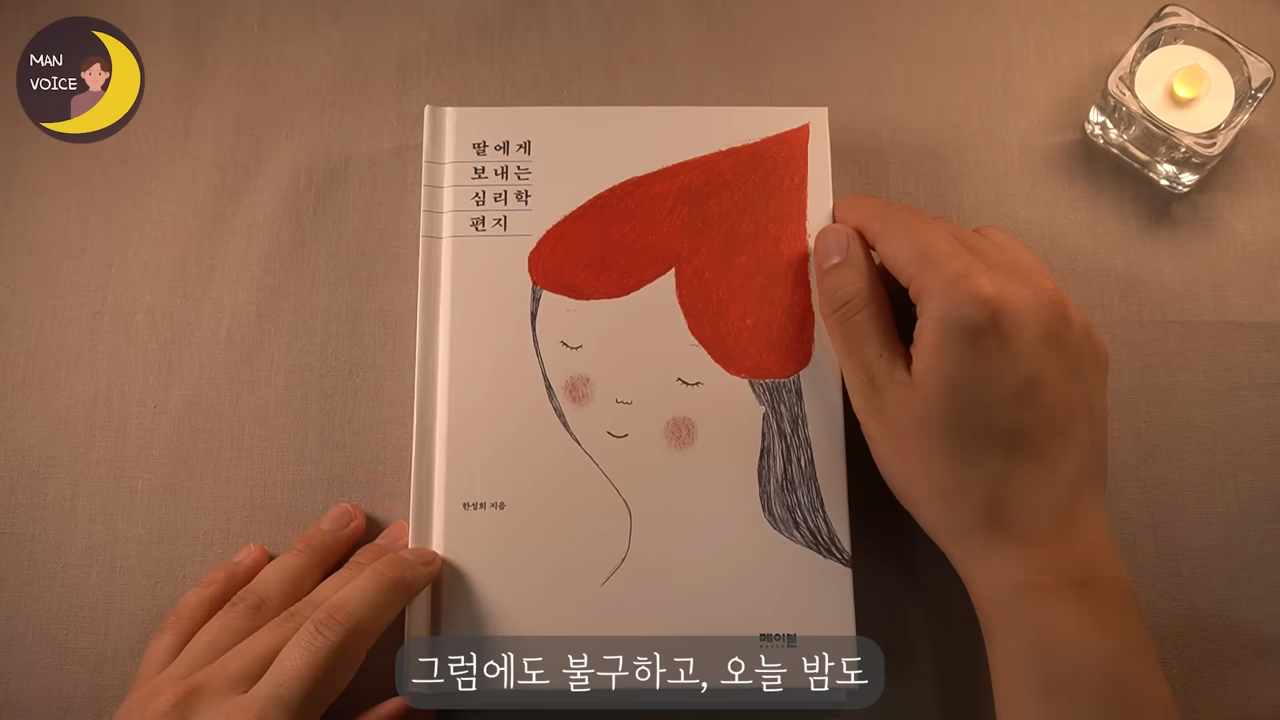 MAN
VOICE
딸에게
보내는
심리학
편지
한성희 지음
메이븐
그럼에도 불구하고, 오늘 밤도